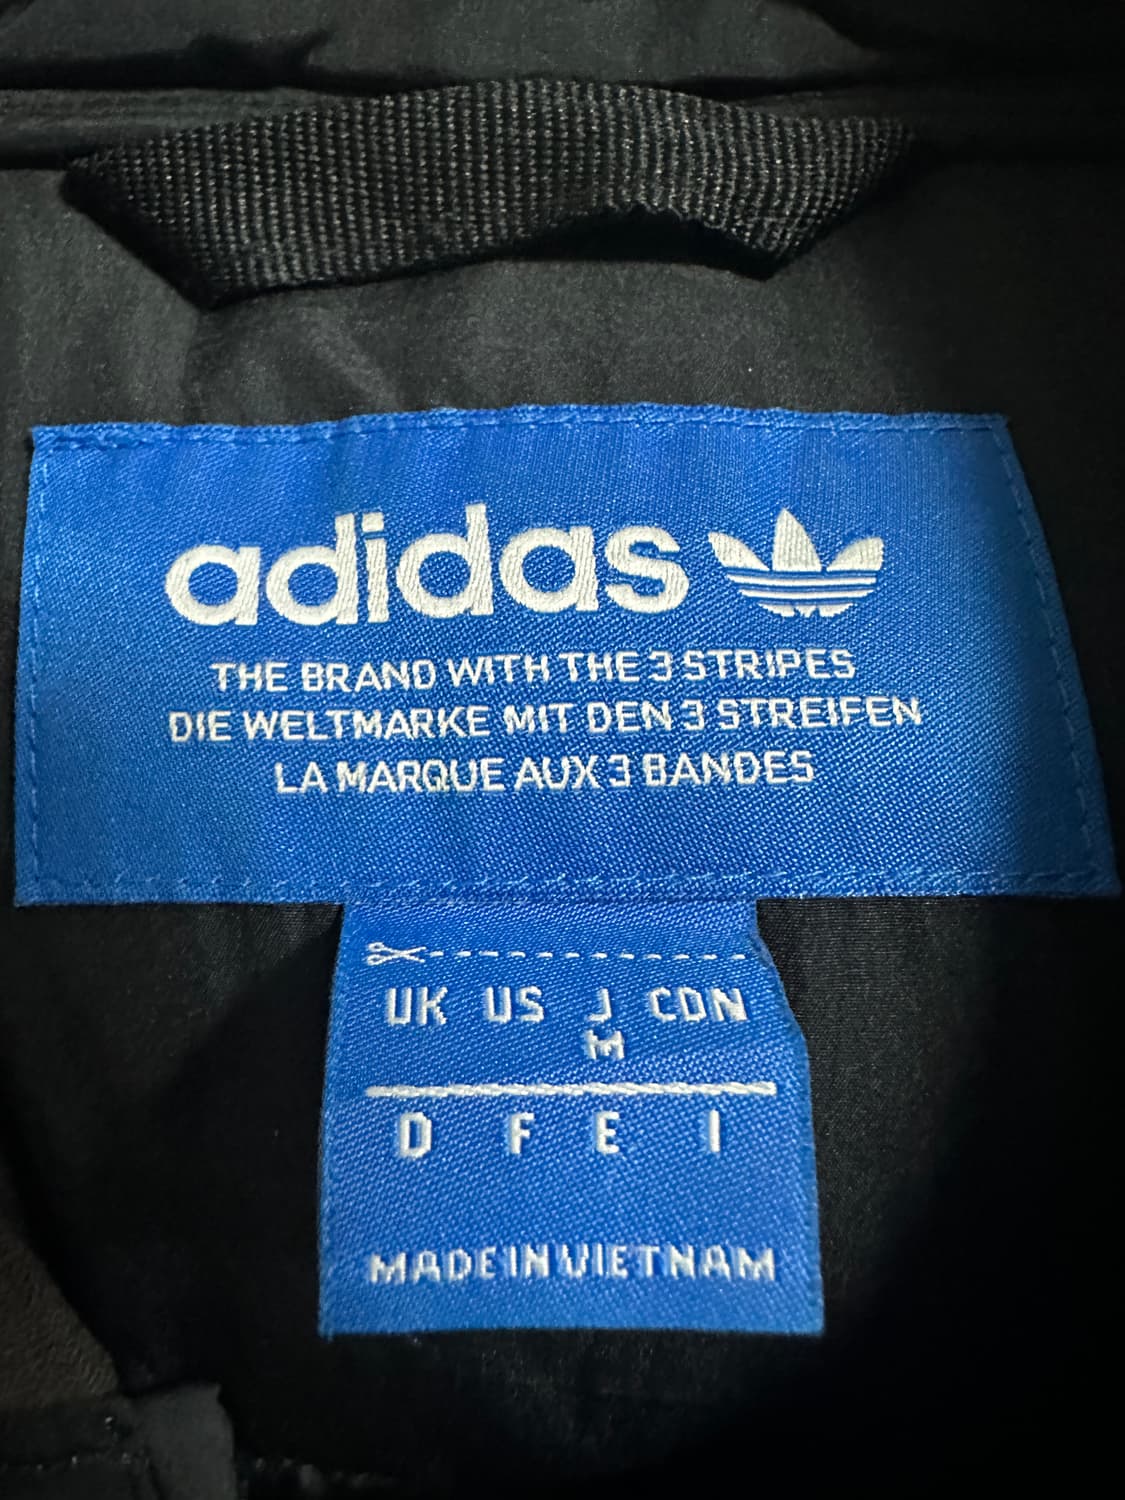 adidas
THE BRAND WITH THE 3 STRIPES
DIE WELTMARKE MIT DEN 3 STREIFEN
LA MARQUE AUX 3 BANDES
UK US J CDN
M
D F E I
MADE IN VIETNAM